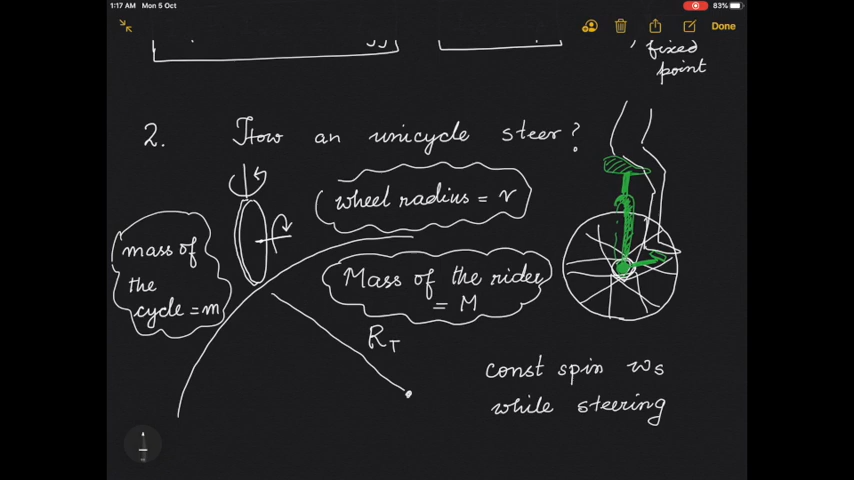 1:17 AM Mon 5 Oct
83%
Done
fixed
point
2. How an unicycle steer?
wheel radius = r
mass of
the
cycle = m
Mass of the rider
= M
R_T
const spin ws
while steering